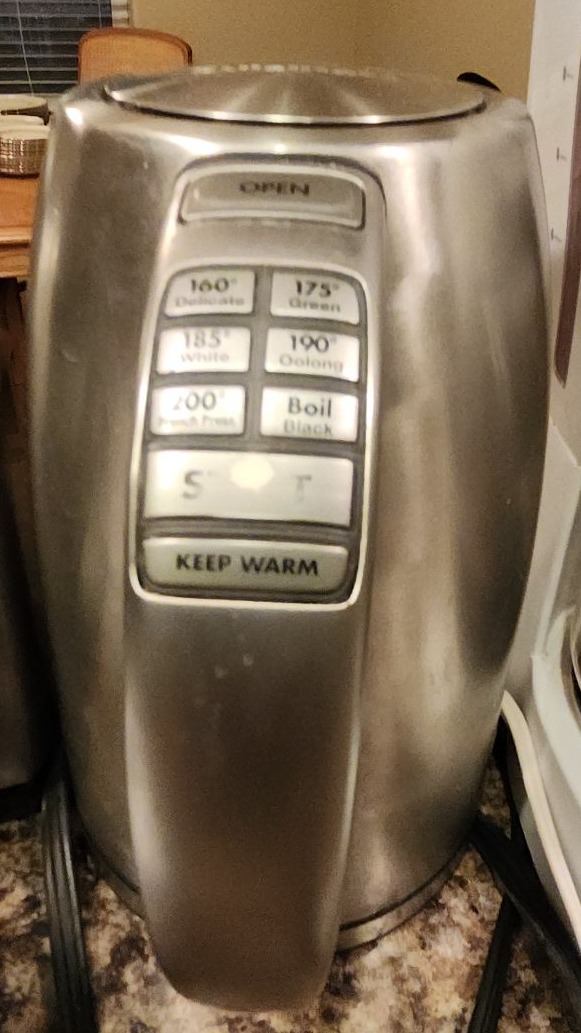 OPEN
160° 175°
Delicate Green
185° 190°
White Oolong
200° Boil
French Press Black
KEEP WARM